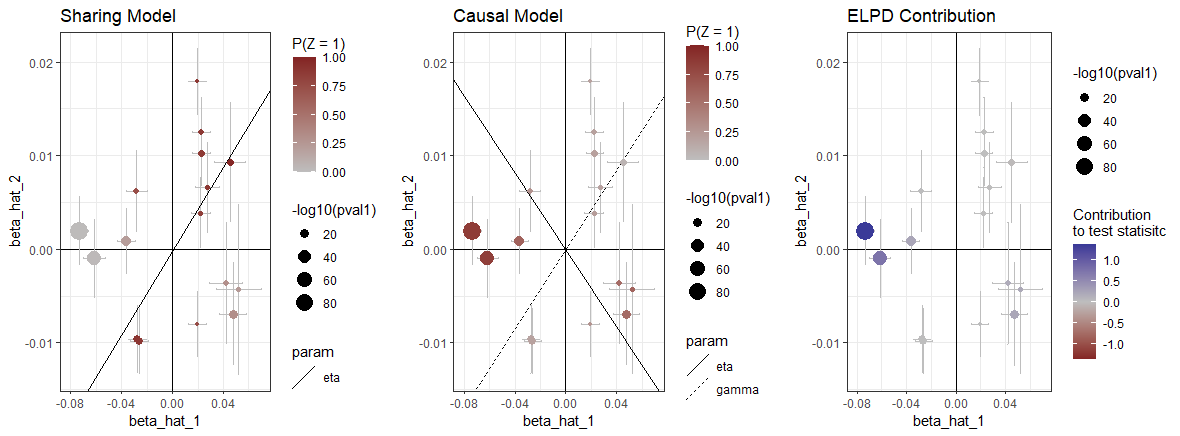 Sharing Model
0.02
0.01
0.00
-0.01
-0.08
-0.04
0.00
0.04
beta_hat_1
beta_hat_2
P(Z = 1)
1.00
0.75
0.50
0.25
0.00
-log10(pval1)
20
40
60
80
param
eta
Causal Model
0.02
0.01
0.00
-0.01
-0.08
-0.04
0.00
0.04
beta_hat_1
beta_hat_2
P(Z = 1)
1.00
0.75
0.50
0.25
0.00
-log10(pval1)
20
40
60
80
param
eta
gamma
ELPD Contribution
0.02
0.01
0.00
-0.01
-0.08
-0.04
0.00
0.04
beta_hat_1
beta_hat_2
-log10(pval1)
20
40
60
80
Contribution
to test statisitc
1.0
0.5
0.0
-0.5
-1.0